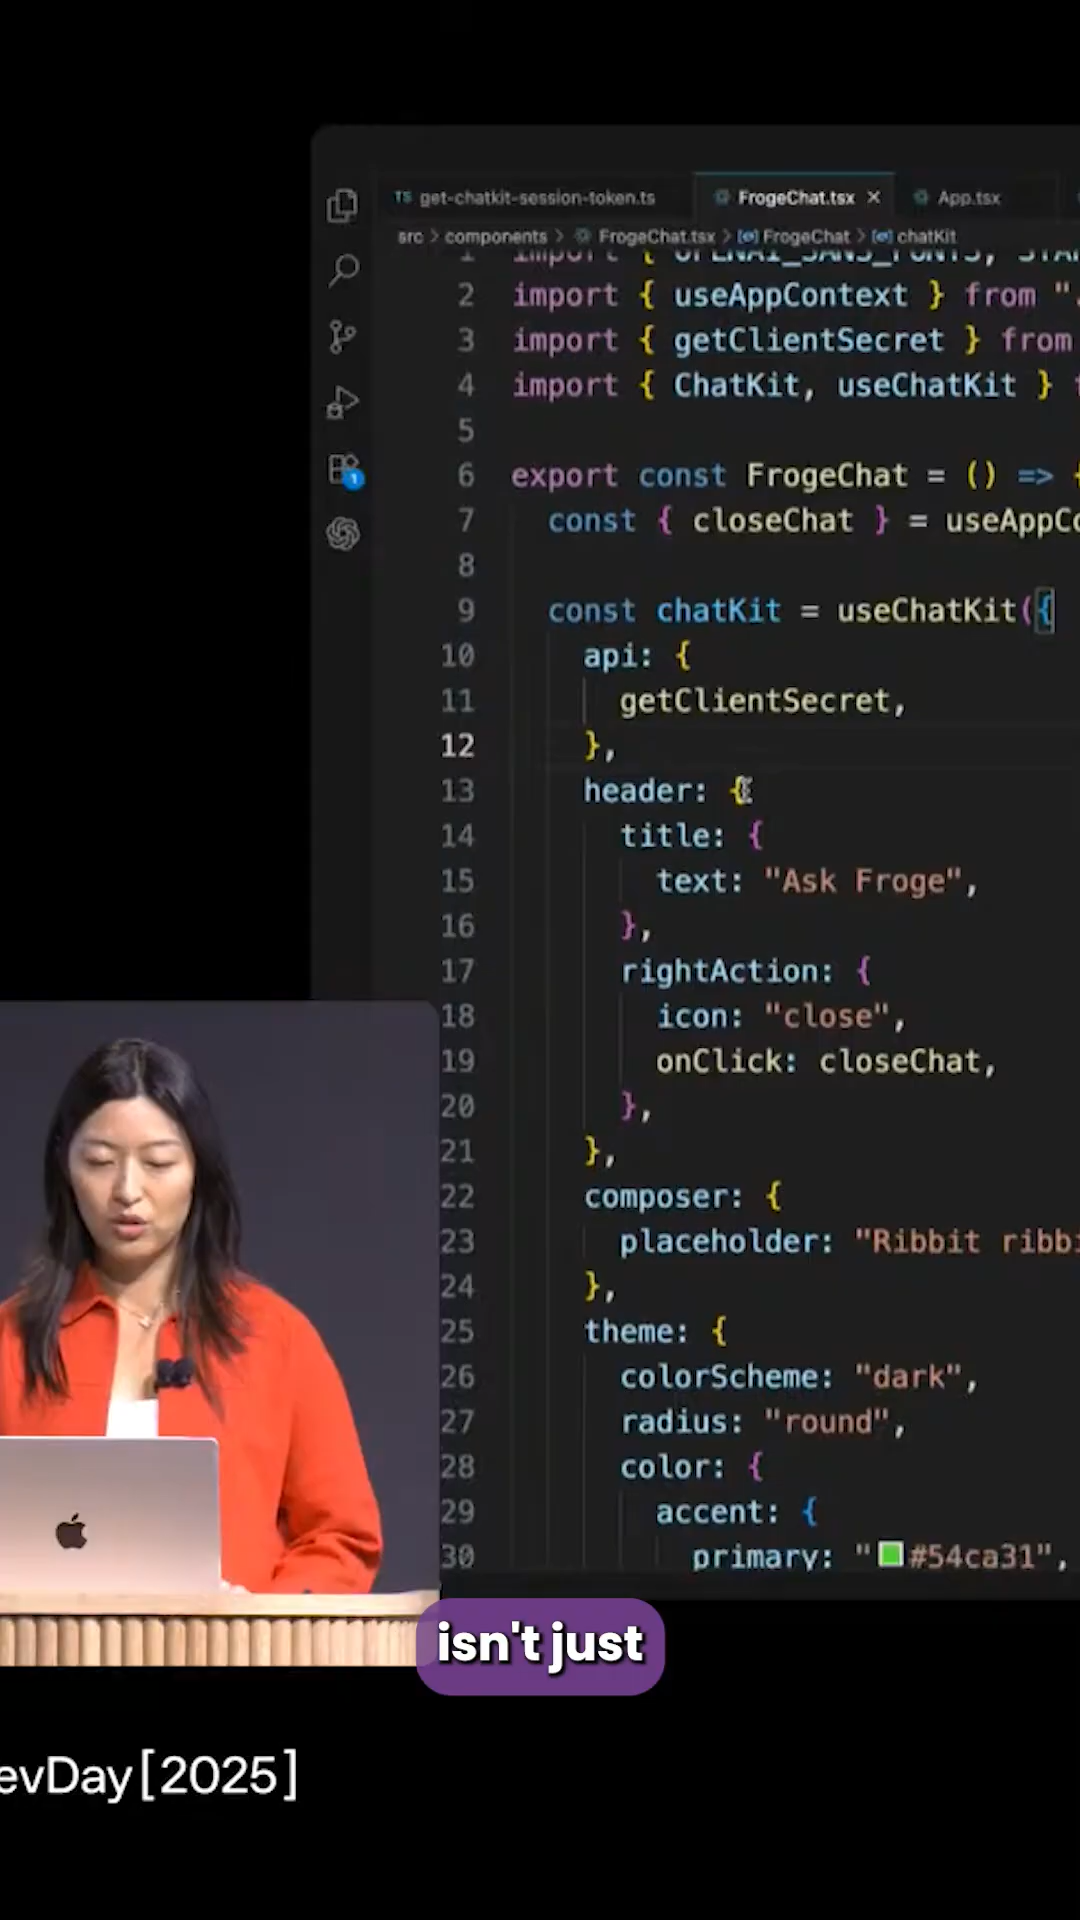 get-chatkit-session-token.ts FrogeChat.tsx App.tsx
src > components > FrogeChat.tsx > FrogeChat > chatKit
1 import {
2 import { useAppContext } from "
3 import { getClientSecret } from
4 import { ChatKit, useChatKit }
5
6 export const FrogeChat = () => {
7 const { closeChat } = useAppCo
8
9 const chatKit = useChatKit({
10 api: {
11 getClientSecret,
12 },
13 header: {
14 title: {
15 text: "Ask Froge",
16 },
17 rightAction: {
18 icon: "close",
19 onClick: closeChat,
20 },
21 },
22 composer: {
23 placeholder: "Ribbit ribbi
24 },
25 theme: {
26 colorScheme: "dark",
27 radius: "round",
28 color: {
29 accent: {
30 primary: "#54ca31",
isn't just
evDay[2025]